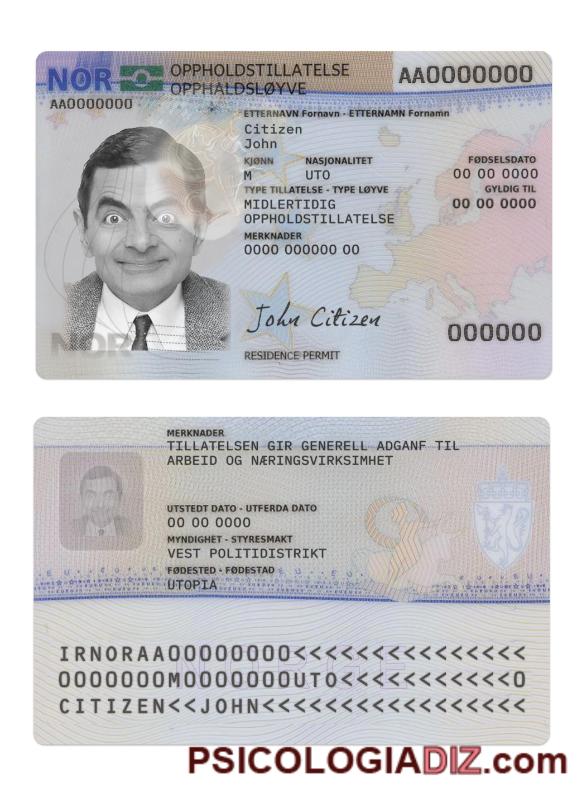 NOR
OPPHOLDSTILLATELSE
OPPHALDSLØYVE
AA0000000
AA0000000
ETTERNAVN Fornavn - ETTERNAMN Fornamn
Citizen
John
KJØNN NASJONALITET FØDSELSDATO
M UTO 00 00 0000
TYPE TILLATELSE - TYPE LØYVE GYLDIG TIL
MIDLERTIDIG 00 00 0000
OPPHOLDSTILLATELSE
MERKNADER
0000 000000 00
John Citizen
000000
NOR
RESIDENCE PERMIT
MERKNADER
TILLATELSEN GIR GENERELL ADGANF TIL
ARBEID OG NÆRINGSVIRKSIMHET
UTSTEDT DATO - UTFERDA DATO
00 00 0000
MYNDIGHET - STYRESMAKT
VEST POLITIDISTRIKT
FØDESTED - FØDESTAD
UTOPIA
NORGE
IRNORAA00000000<<<<<<<<<<<<<<<
0000000M0000000UTO<<<<<<<<<<<0
CITIZEN<<JOHN<<<<<<<<<<<<<<<<<
PSICOLOGIADIZ.com